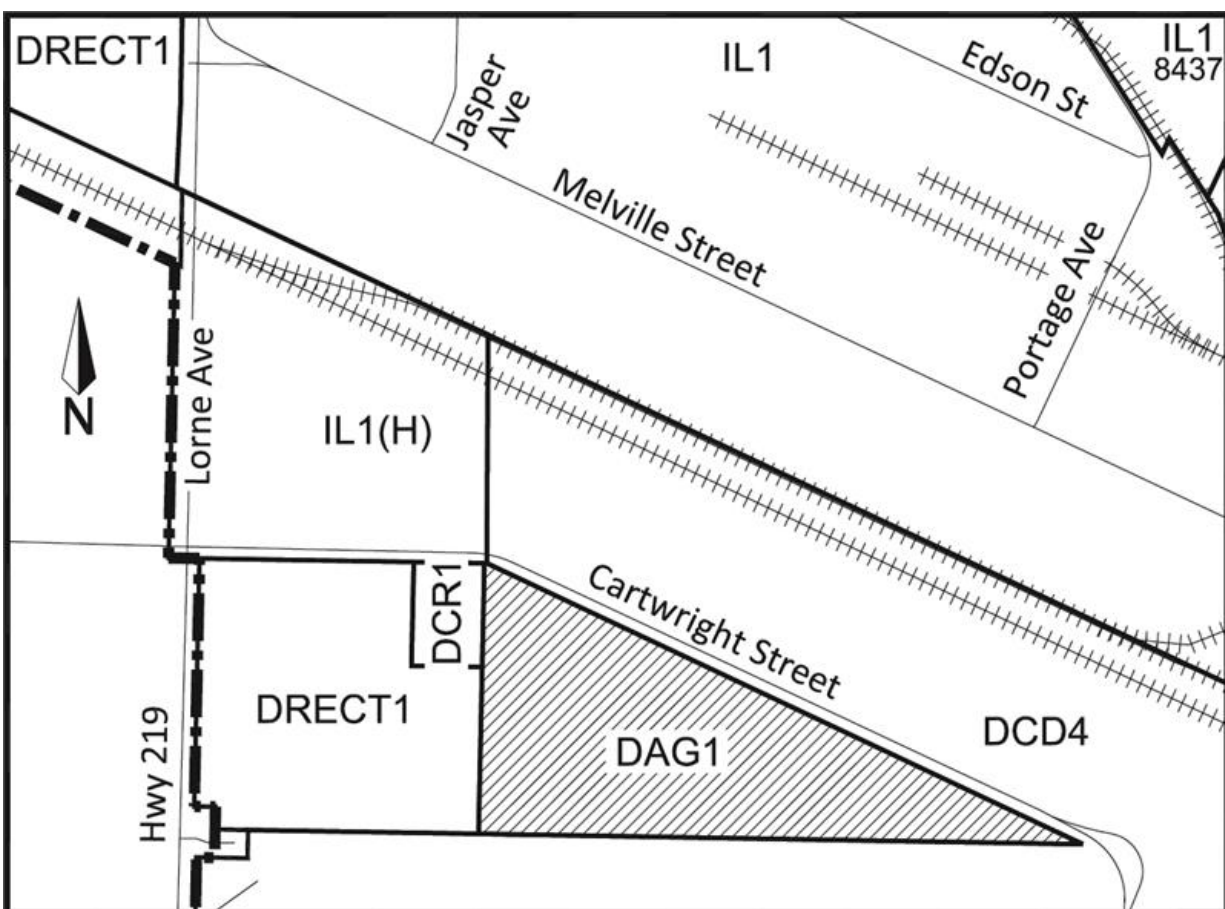 DRECT1
IL1
IL1
8437
Edson St
Jasper
Ave
Melville Street
Portage Ave
Lorne Ave
N
IL1(H)
DCR1
Cartwright Street
DRECT1
Hwy 219
DAG1
DCD4